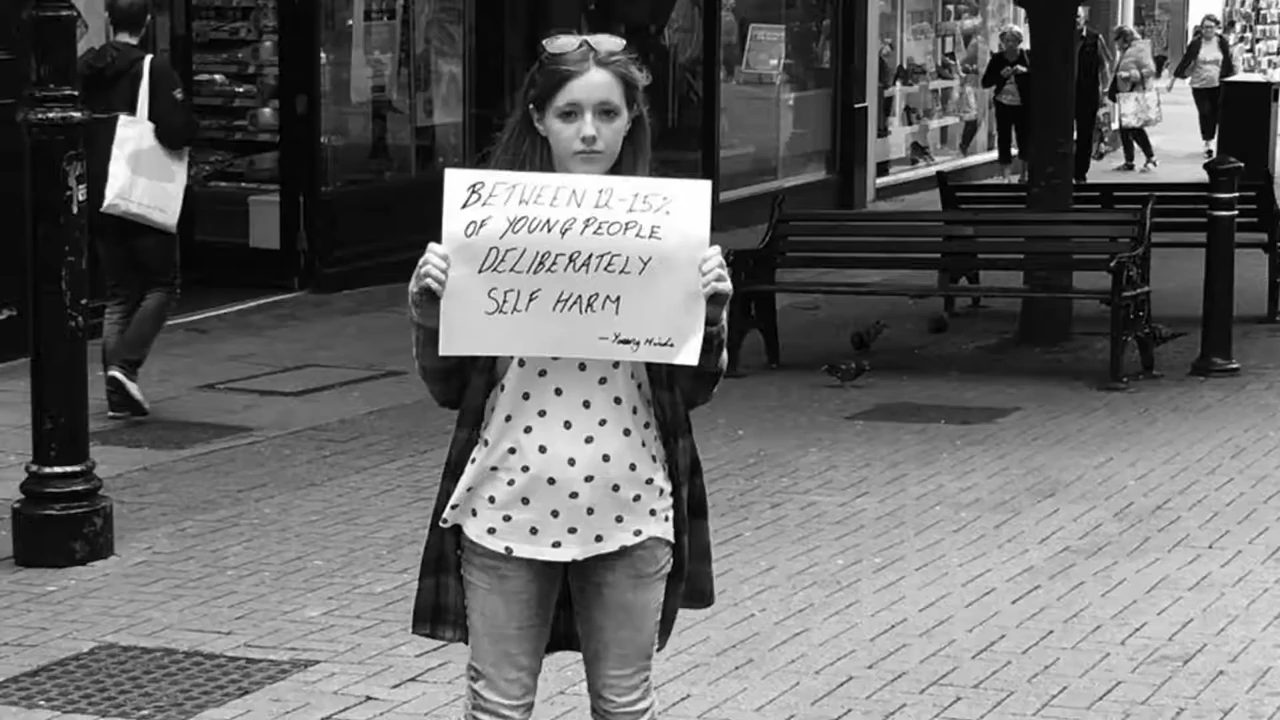 BETWEEN 12-15%
OF YOUNG PEOPLE
DELIBERATELY
SELF HARM
— Young Minds